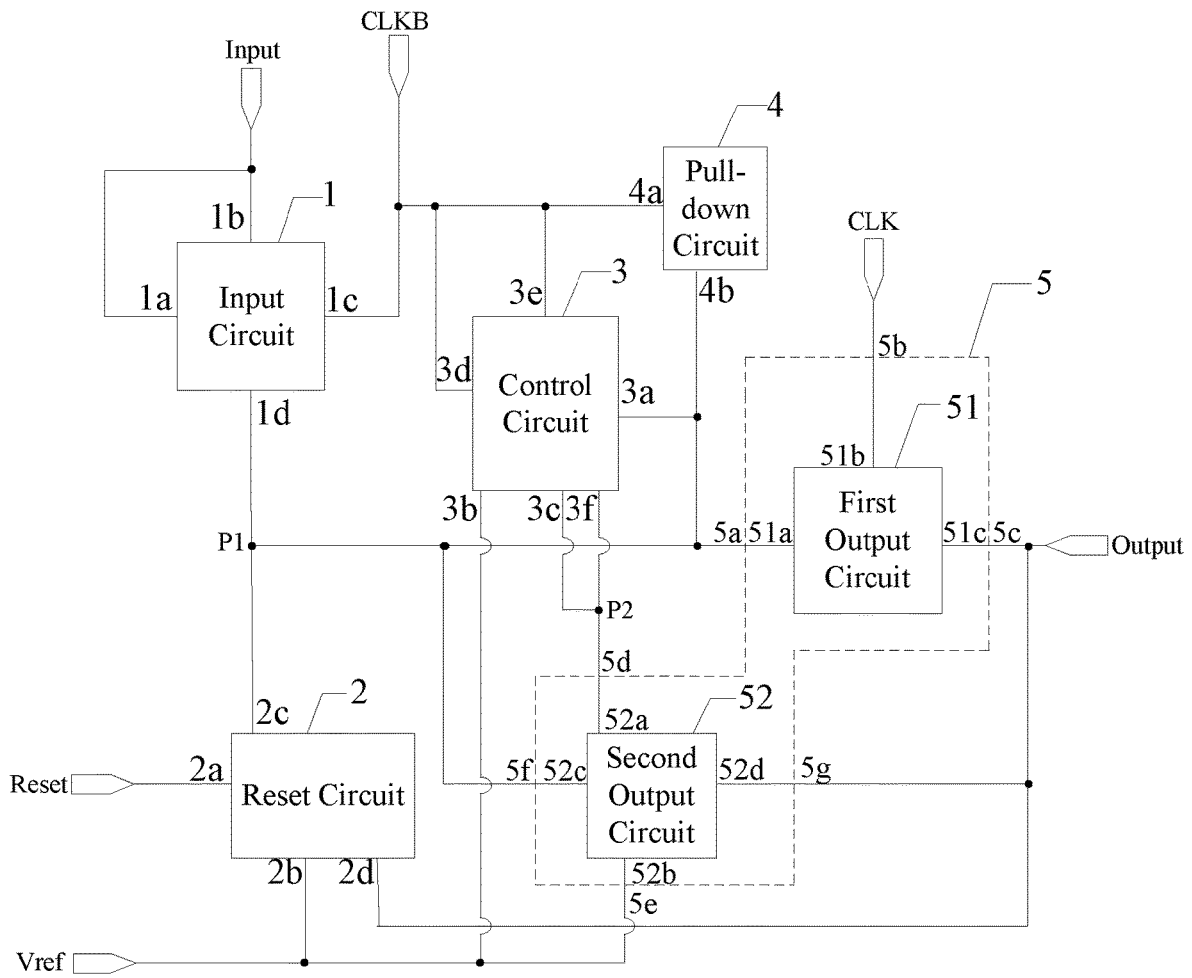 CLKB
Input
4
Pull-
down
Circuit
4a
4b
1
1b
1a
1c
1d
Input
Circuit
CLK
3
3e
3d
3a
Control
Circuit
3b
3c
3f
5
5b
51
51b
First
Output
Circuit
5a
51a
51c
5c
Output
P1
P2
5d
2
2c
52
52a
Reset
2a
Reset Circuit
5f
52c
Second
Output
Circuit
52d
5g
2b
2d
52b
5e
Vref